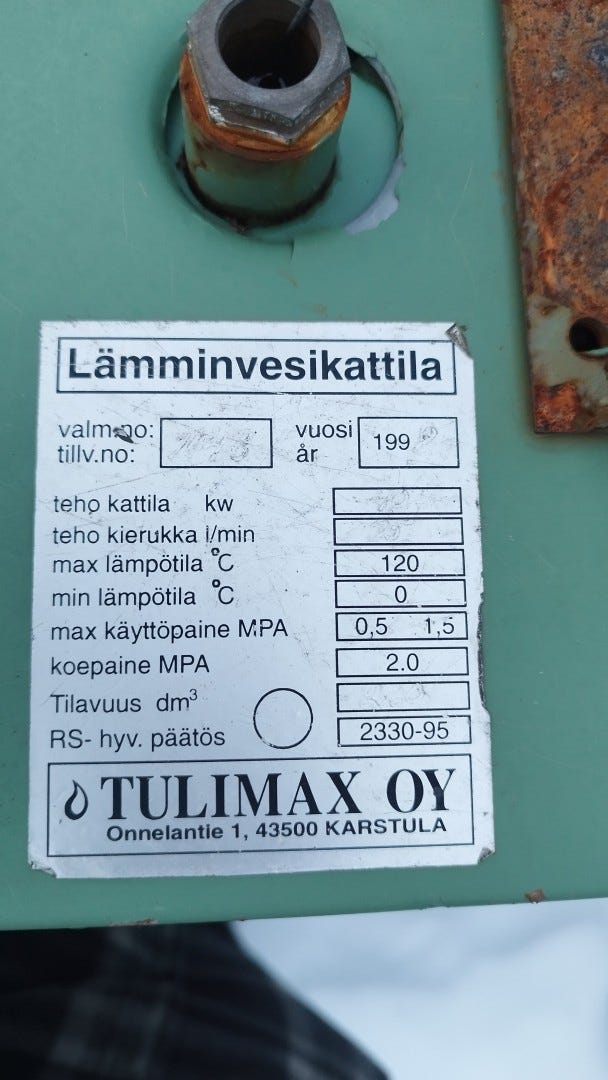 Lämminvesikattila
valm.no: vuosi
tillv.no: år 199
teho kattila kw
teho kierukka l/min
max lämpötila °C 120
min lämpötila °C 0
max käyttöpaine MPA 0,5 1,5
koepaine MPA 2.0
Tilavuus dm³
RS- hyv. päätös 2330-95
TULIMAX OY
Onnelantie 1, 43500 KARSTULA